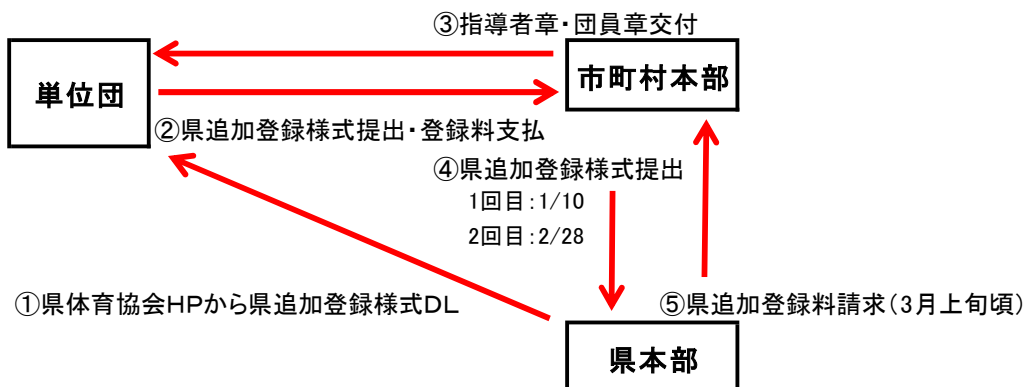 ③指導者章・団員章交付
単位団
市町村本部
②県追加登録様式提出・登録料支払
④県追加登録様式提出
1回目：1/10
2回目：2/28
①県体育協会HPから県追加登録様式DL
⑤県追加登録料請求（3月上旬頃）
県本部